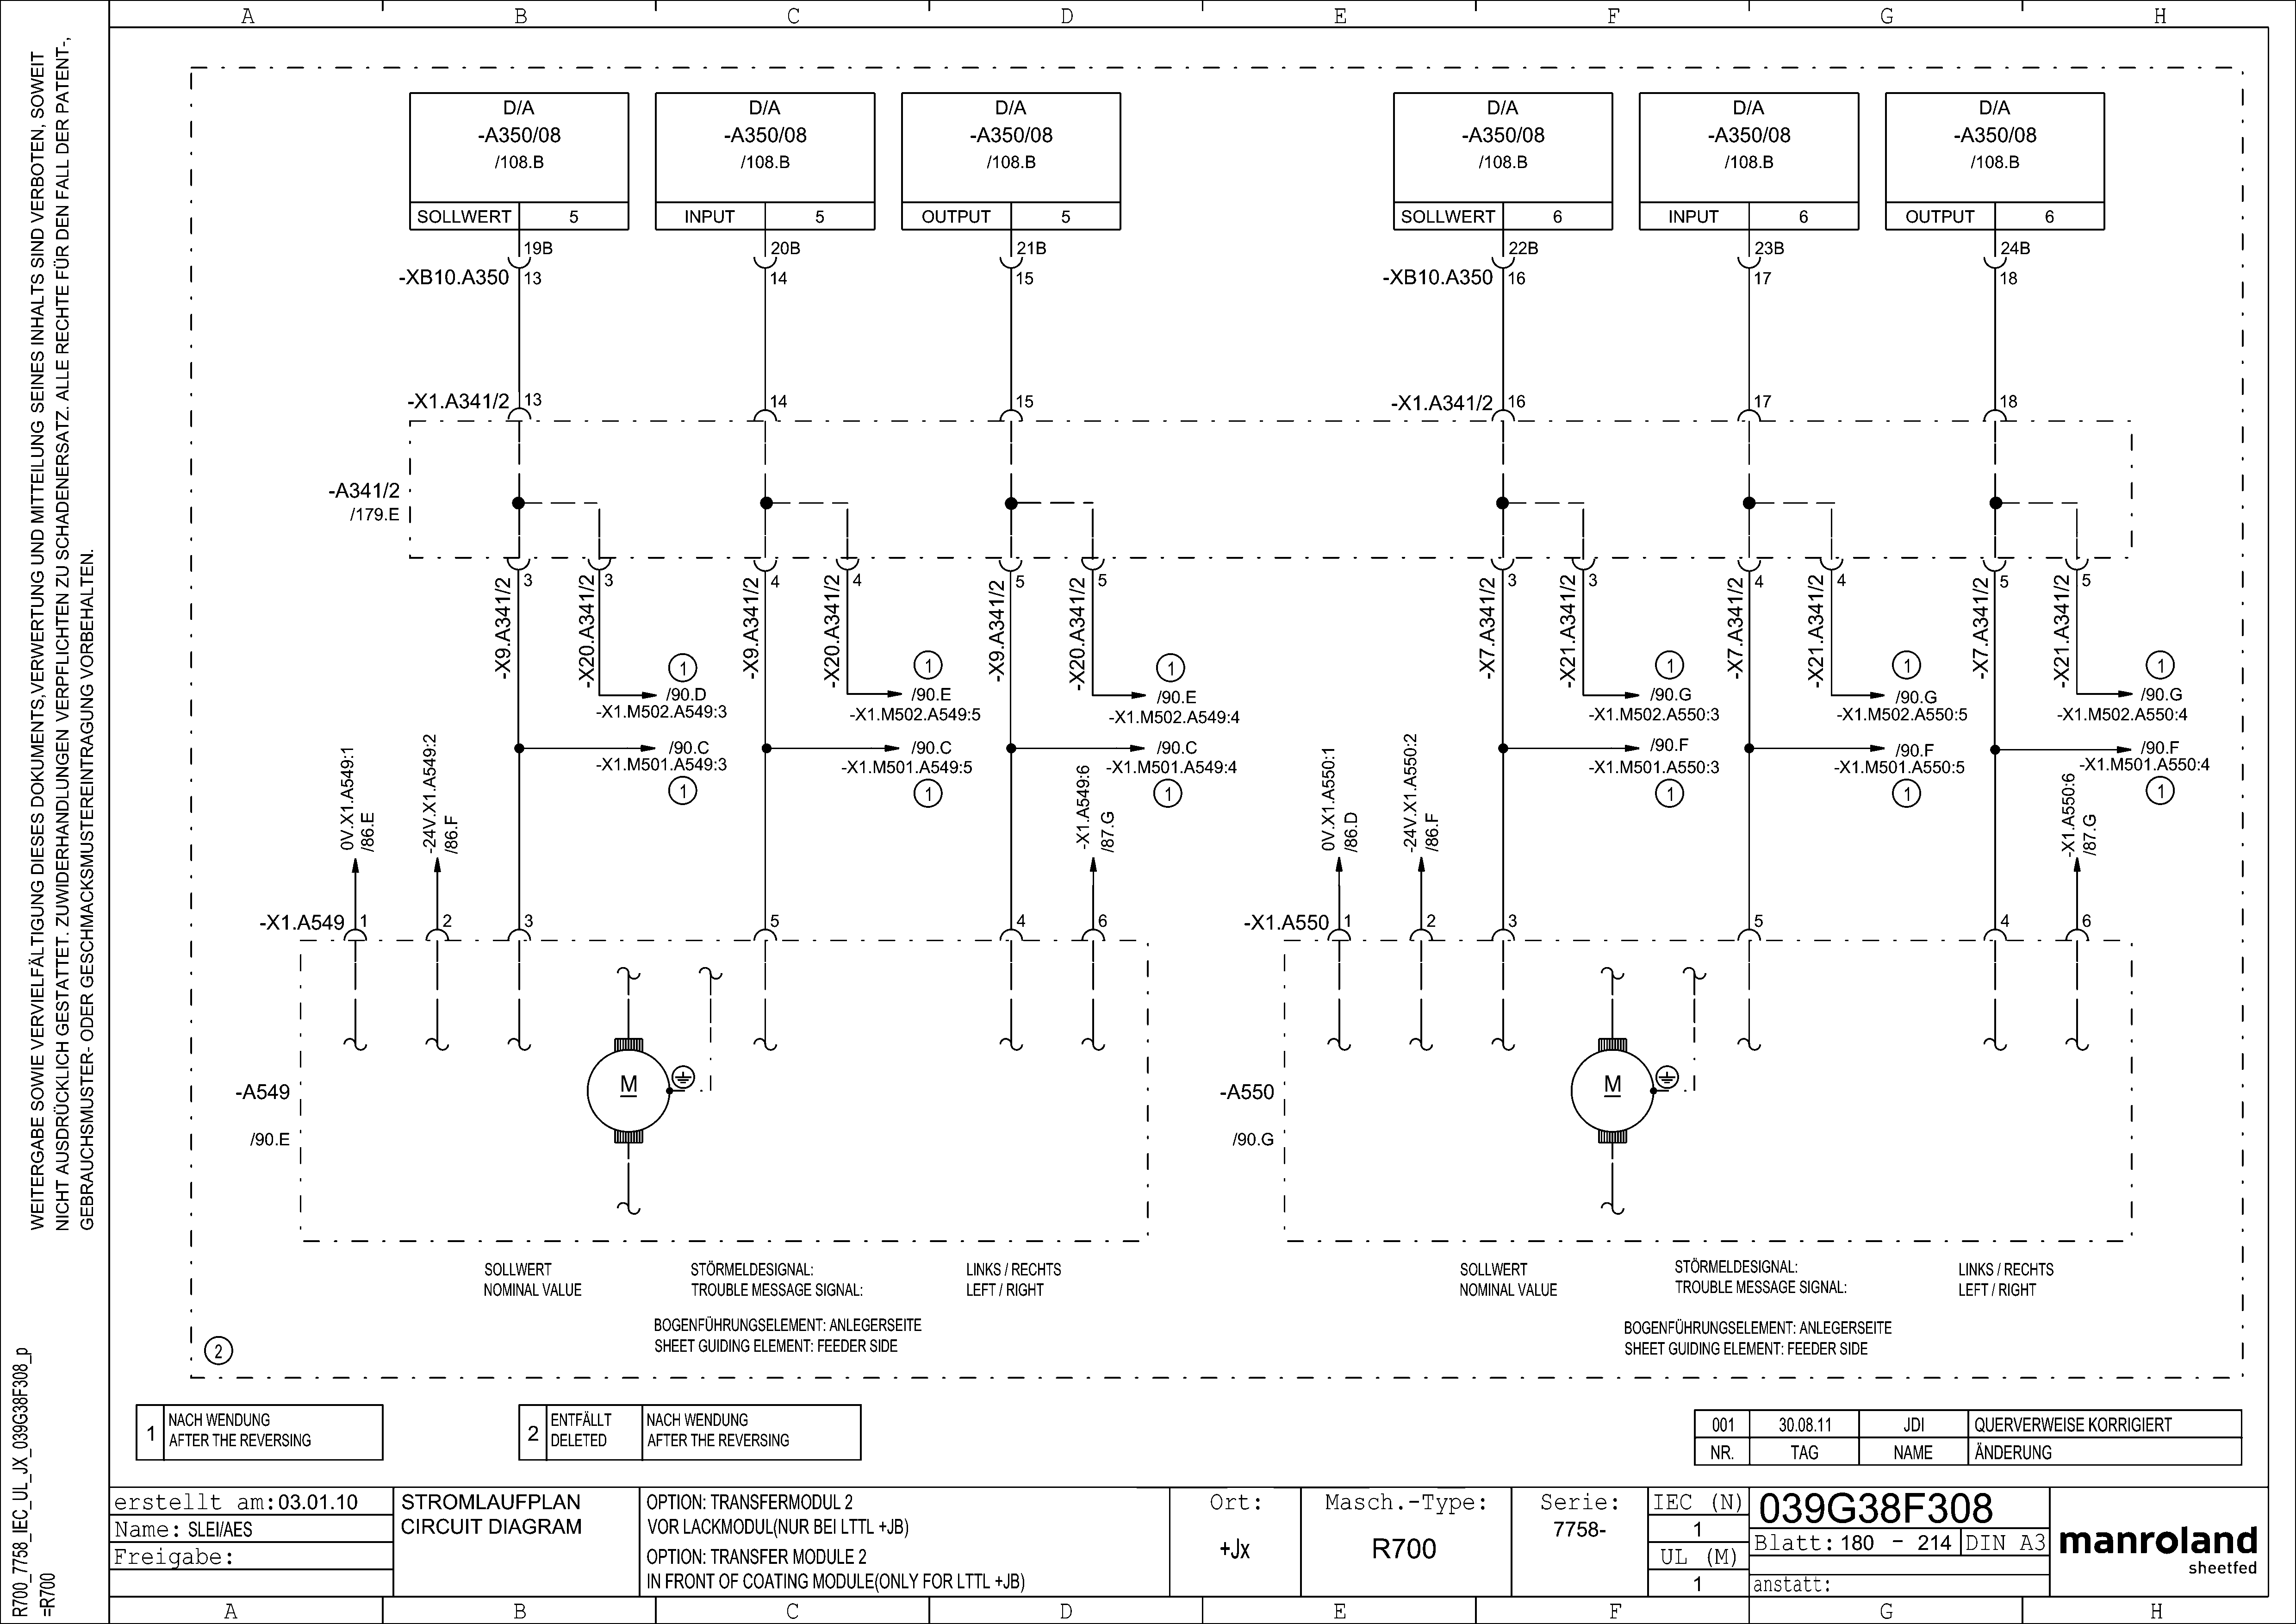 A B C D E F G H
WEITERGABE SOWIE VERVIELFÄLTIGUNG DIESES DOKUMENTS,VERWERTUNG UND MITTEILUNG SEINES INHALTS SIND VERBOTEN, SOWEIT
NICHT AUSDRÜCKLICH GESTATTET. ZUWIDERHANDLUNGEN VERPFLICHTEN ZU SCHADENERSATZ. ALLE RECHTE FÜR DEN FALL DER PATENT-,
GEBRAUCHSMUSTER- ODER GESCHMACKSMUSTEREINTRAGUNG VORBEHALTEN.
R700_7758_IEC_UL_JX_039G38F308_p
=R700
D/A D/A D/A D/A D/A D/A
-A350/08 -A350/08 -A350/08 -A350/08 -A350/08 -A350/08
/108.B /108.B /108.B /108.B /108.B /108.B
SOLLWERT 5 INPUT 5 OUTPUT 5 SOLLWERT 6 INPUT 6 OUTPUT 6
19B 20B 21B 22B 23B 24B
-XB10.A350 13 14 15 -XB10.A350 16 17 18
-X1.A341/2 13 14 15 -X1.A341/2 16 17 18
-A341/2
/179.E
3 3 4 4 5 5 3 3 4 4 5 5
-X9.A341/2 -X20.A341/2 -X9.A341/2 -X20.A341/2 -X9.A341/2 -X20.A341/2 -X7.A341/2 -X21.A341/2 -X7.A341/2 -X21.A341/2 -X7.A341/2 -X21.A341/2
1 1 1 1 1 1
/90.D /90.E /90.E /90.G /90.G /90.G
-X1.M502.A549:3 -X1.M502.A549:5 -X1.M502.A549:4 -X1.M502.A550:3 -X1.M502.A550:5 -X1.M502.A550:4
/90.C /90.C /90.C /90.F /90.F /90.F
-X1.M501.A549:3 -X1.M501.A549:5 -X1.M501.A549:4 -X1.M501.A550:3 -X1.M501.A550:5 -X1.M501.A550:4
1 1 1 1 1 1
0V.X1.A549:1
/86.E
-24V.X1.A549:2
/86.F
-X1.A549:6
/87.G
0V.X1.A550:1
/86.D
-24V.X1.A550:2
/86.F
-X1.A550:6
/87.G
-X1.A549 1 2 3 5 4 6 -X1.A550 1 2 3 5 4 6
-A549 M -A550 M
/90.E /90.G
SOLLWERT STÖRMELDESIGNAL: LINKS / RECHTS SOLLWERT STÖRMELDESIGNAL: LINKS / RECHTS
NOMINAL VALUE TROUBLE MESSAGE SIGNAL: LEFT / RIGHT NOMINAL VALUE TROUBLE MESSAGE SIGNAL: LEFT / RIGHT
BOGENFÜHRUNGSELEMENT: ANLEGERSEITE BOGENFÜHRUNGSELEMENT: ANLEGERSEITE
SHEET GUIDING ELEMENT: FEEDER SIDE SHEET GUIDING ELEMENT: FEEDER SIDE
2
1 NACH WENDUNG
AFTER THE REVERSING
2 ENTFÄLLT NACH WENDUNG
DELETED AFTER THE REVERSING
001 30.08.11 JDI QUERVERWEISE KORRIGIERT
NR. TAG NAME ÄNDERUNG
erstellt am: 03.01.10
Name: SLEI/AES
Freigabe:
STROMLAUFPLAN
CIRCUIT DIAGRAM
OPTION: TRANSFERMODUL 2
VOR LACKMODUL(NUR BEI LTTL +JB)
OPTION: TRANSFER MODULE 2
IN FRONT OF COATING MODULE(ONLY FOR LTTL +JB)
Ort:
+Jx
Masch.-Type:
R700
Serie:
7758-
IEC (N)
1
UL (M)
1
039G38F308
Blatt: 180 - 214 DIN A3
anstatt:
manroland
sheetfed
A B C D E F G H